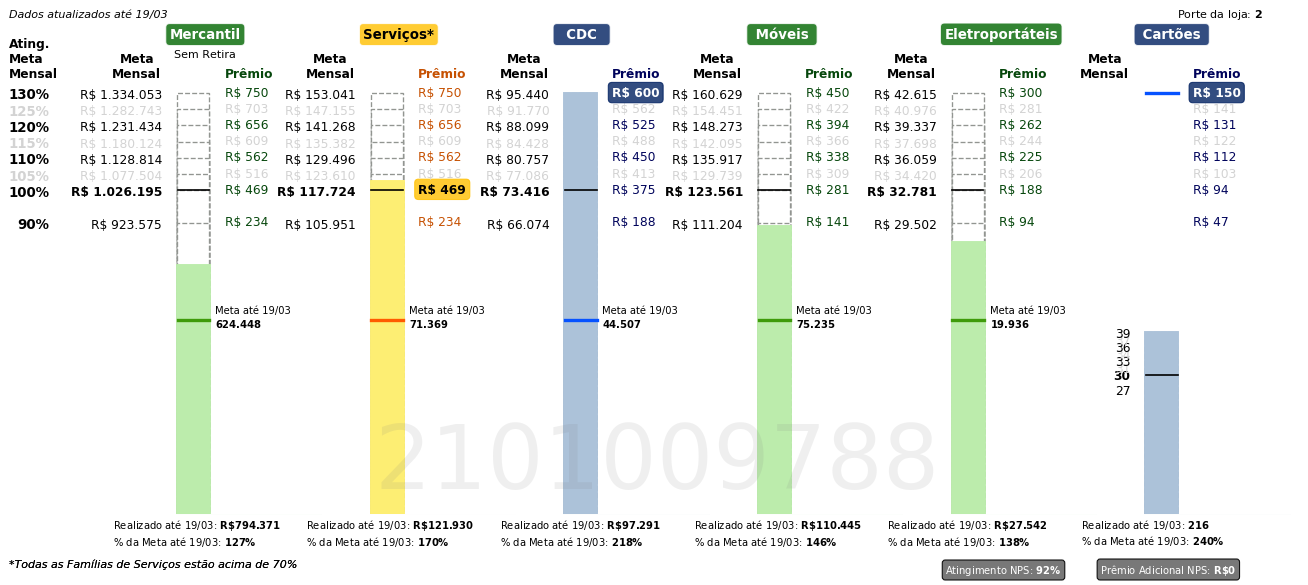 Dados atualizados até 19/03 Porte da loja: 2
Mercantil Serviços* CDC Móveis Eletroportáteis Cartões
Ating. Meta Mensal Meta Mensal Sem Retira Prêmio Meta Mensal Prêmio Meta Mensal Prêmio Meta Mensal Prêmio Meta Mensal Prêmio Meta Mensal Prêmio
130% R$ 1.334.053 R$ 750 R$ 153.041 R$ 750 R$ 95.440 R$ 600 R$ 160.629 R$ 450 R$ 42.615 R$ 300 R$ 150
125% R$ 1.282.743 R$ 703 R$ 147.155 R$ 703 R$ 91.770 R$ 562 R$ 154.451 R$ 422 R$ 40.976 R$ 281 R$ 141
120% R$ 1.231.434 R$ 656 R$ 141.268 R$ 656 R$ 88.099 R$ 525 R$ 148.273 R$ 394 R$ 39.337 R$ 262 R$ 131
115% R$ 1.180.124 R$ 609 R$ 135.382 R$ 609 R$ 84.428 R$ 488 R$ 142.095 R$ 366 R$ 37.698 R$ 244 R$ 122
110% R$ 1.128.814 R$ 562 R$ 129.496 R$ 562 R$ 80.757 R$ 450 R$ 135.917 R$ 338 R$ 36.059 R$ 225 R$ 112
105% R$ 1.077.504 R$ 516 R$ 123.610 R$ 516 R$ 77.086 R$ 413 R$ 129.739 R$ 309 R$ 34.420 R$ 206 R$ 103
100% R$ 1.026.195 R$ 469 R$ 117.724 R$ 469 R$ 73.416 R$ 375 R$ 123.561 R$ 281 R$ 32.781 R$ 188 R$ 94
90% R$ 923.575 R$ 234 R$ 105.951 R$ 234 R$ 66.074 R$ 188 R$ 111.204 R$ 141 R$ 29.502 R$ 94 R$ 47
Meta até 19/03 Meta até 19/03 Meta até 19/03 Meta até 19/03 Meta até 19/03
624.448 71.369 44.507 75.235 19.936
39
36
33
30
27
2101009788
Realizado até 19/03: R$794.371 Realizado até 19/03: R$121.930 Realizado até 19/03: R$97.291 Realizado até 19/03: R$110.445 Realizado até 19/03: R$27.542 Realizado até 19/03: 216
% da Meta até 19/03: 127% % da Meta até 19/03: 170% % da Meta até 19/03: 218% % da Meta até 19/03: 146% % da Meta até 19/03: 138% % da Meta até 19/03: 240%
*Todas as Famílias de Serviços estão acima de 70% Atingimento NPS: 92% Prêmio Adicional NPS: R$0